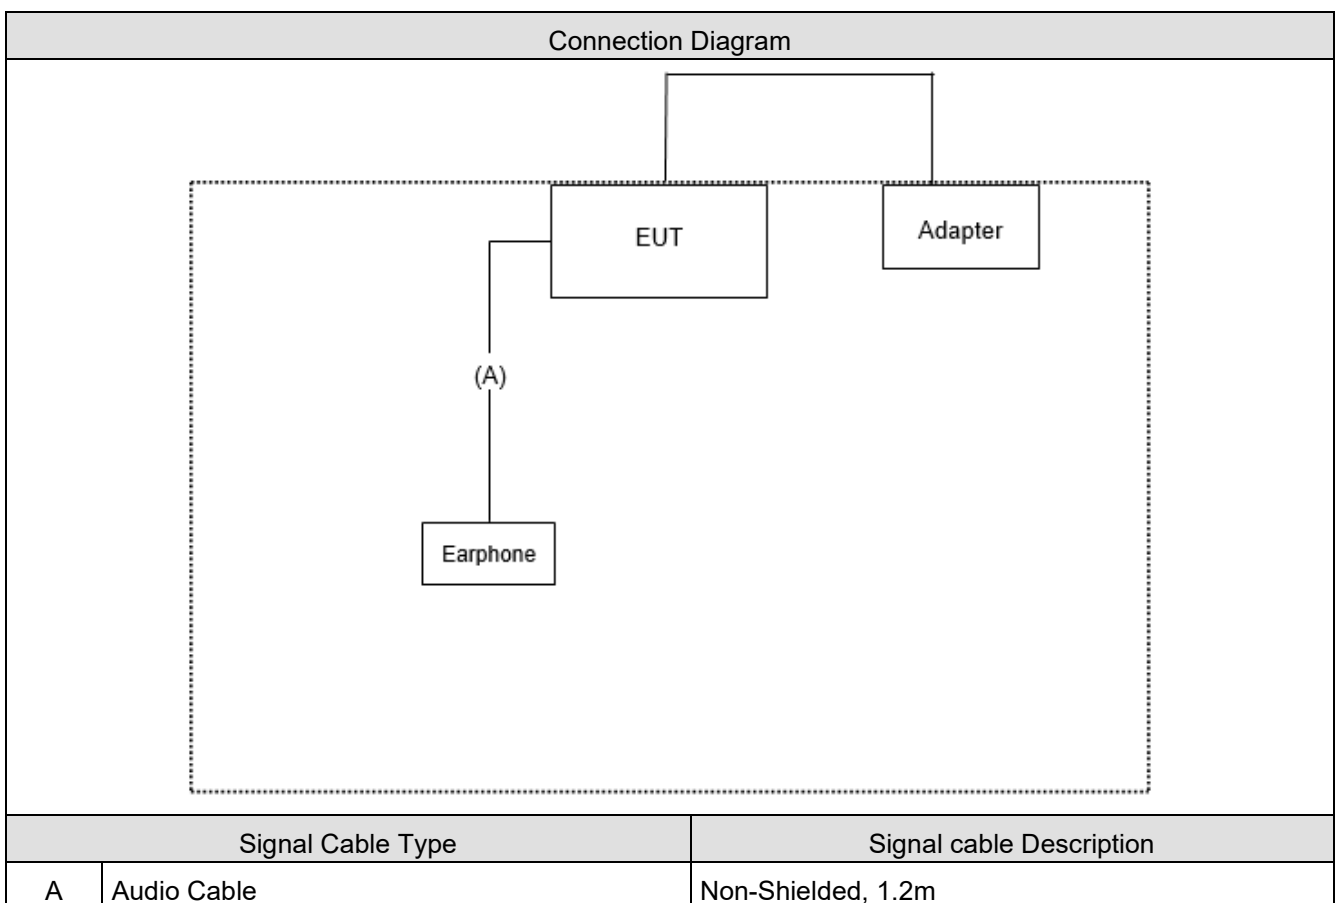 Connection Diagram
EUT
Adapter
(A)
Earphone
Signal Cable Type Signal cable Description
A Audio Cable Non-Shielded, 1.2m